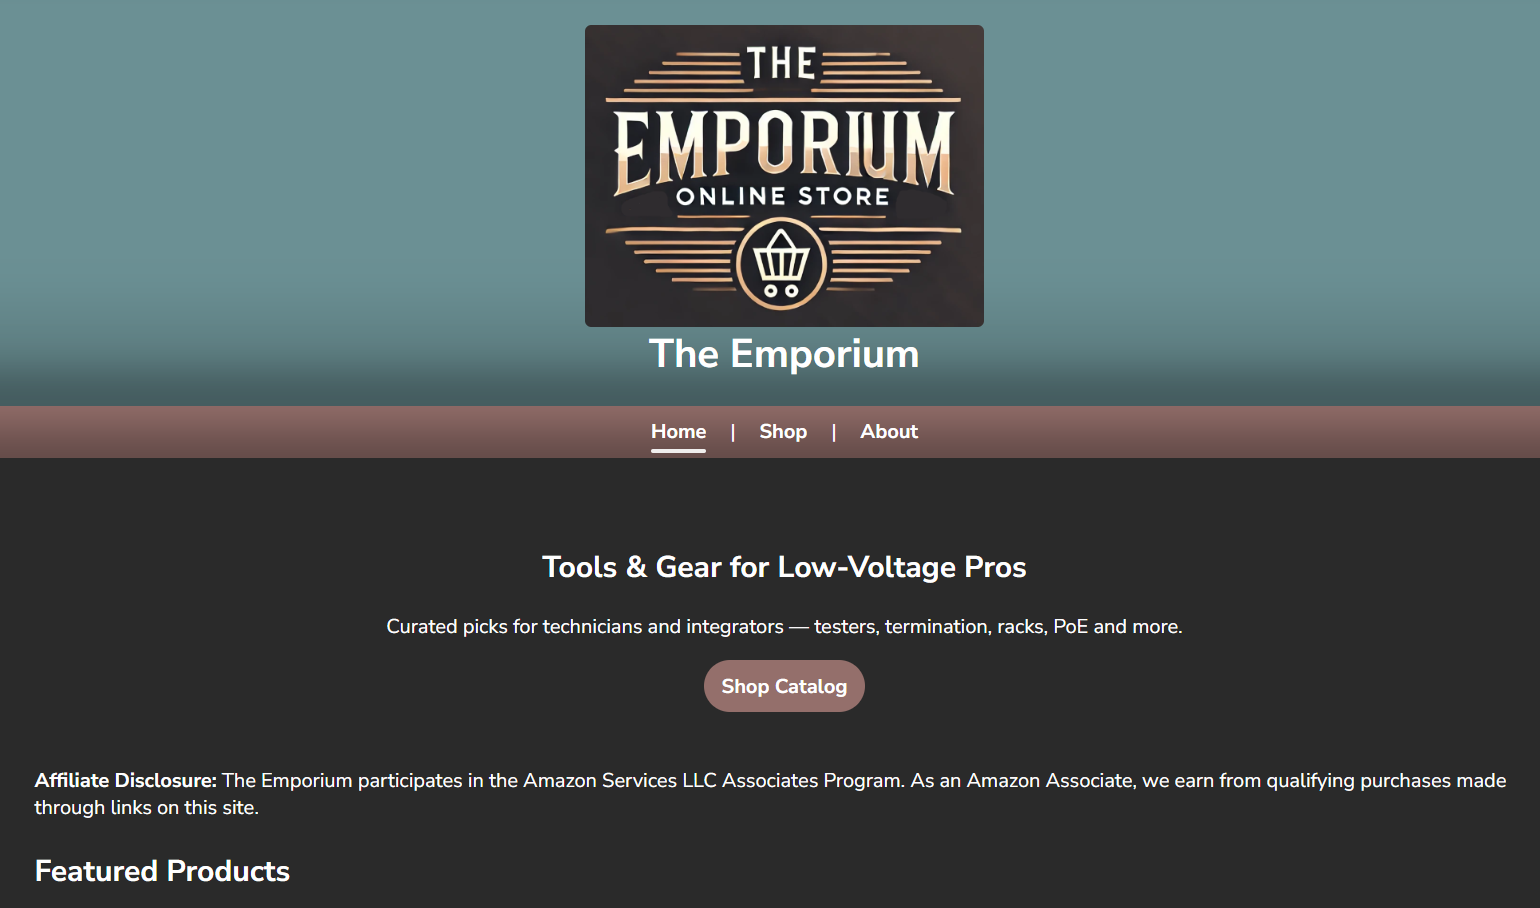 THE
EMPORIUM
ONLINE STORE
The Emporium
Home | Shop | About
Tools & Gear for Low-Voltage Pros
Curated picks for technicians and integrators — testers, termination, racks, PoE and more.
Shop Catalog
Affiliate Disclosure: The Emporium participates in the Amazon Services LLC Associates Program. As an Amazon Associate, we earn from qualifying purchases made
through links on this site.
Featured Products